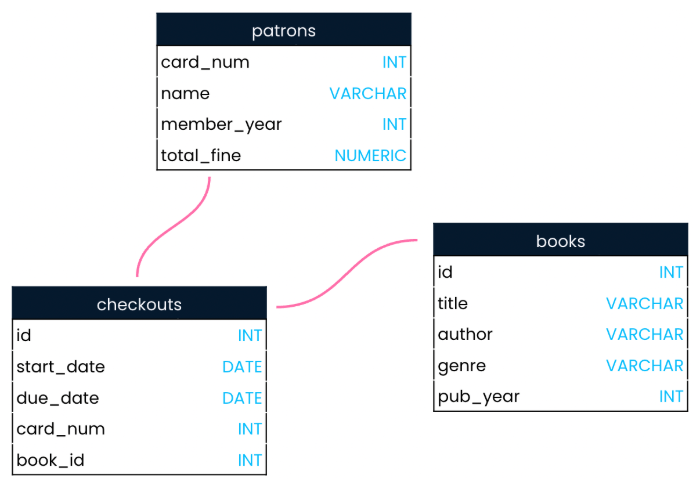 patrons
card_num INT
name VARCHAR
member_year INT
total_fine NUMERIC
books
id INT
title VARCHAR
author VARCHAR
genre VARCHAR
pub_year INT
checkouts
id INT
start_date DATE
due_date DATE
card_num INT
book_id INT